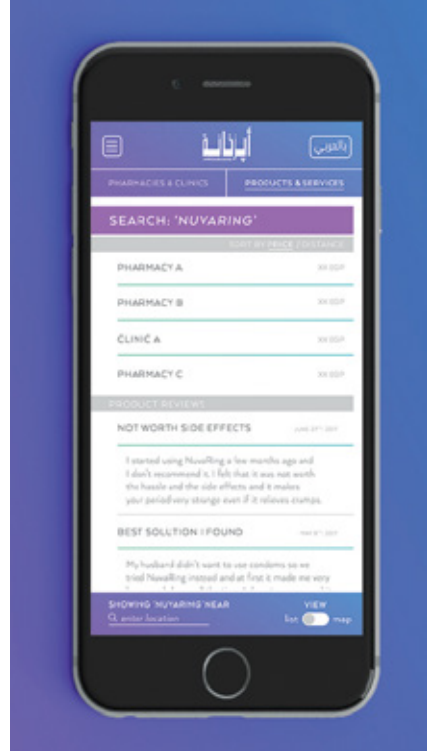 أبزخانة
بالعربي
PHARMACIES & CLINICS
PRODUCTS & SERVICES
SEARCH: 'NUVARING'
SORT BY PRICE / DISTANCE
PHARMACY A
XX EGP
PHARMACY B
XX EGP
CLINIC A
XX EGP
PHARMACY C
XX EGP
PRODUCT REVIEWS
NOT WORTH SIDE EFFECTS
I started using NuvaRing a few months ago and
I don't recommend it. I felt that it was not worth
the hassle and the side effects and it makes
your period very strange even if it relieves cramps.
BEST SOLUTION I FOUND
My husband didn't want to use condoms so we
tried NuvaRing instead and at first it made me very
SHOWING 'NUVARING' NEAR
enter location
VIEW
list map